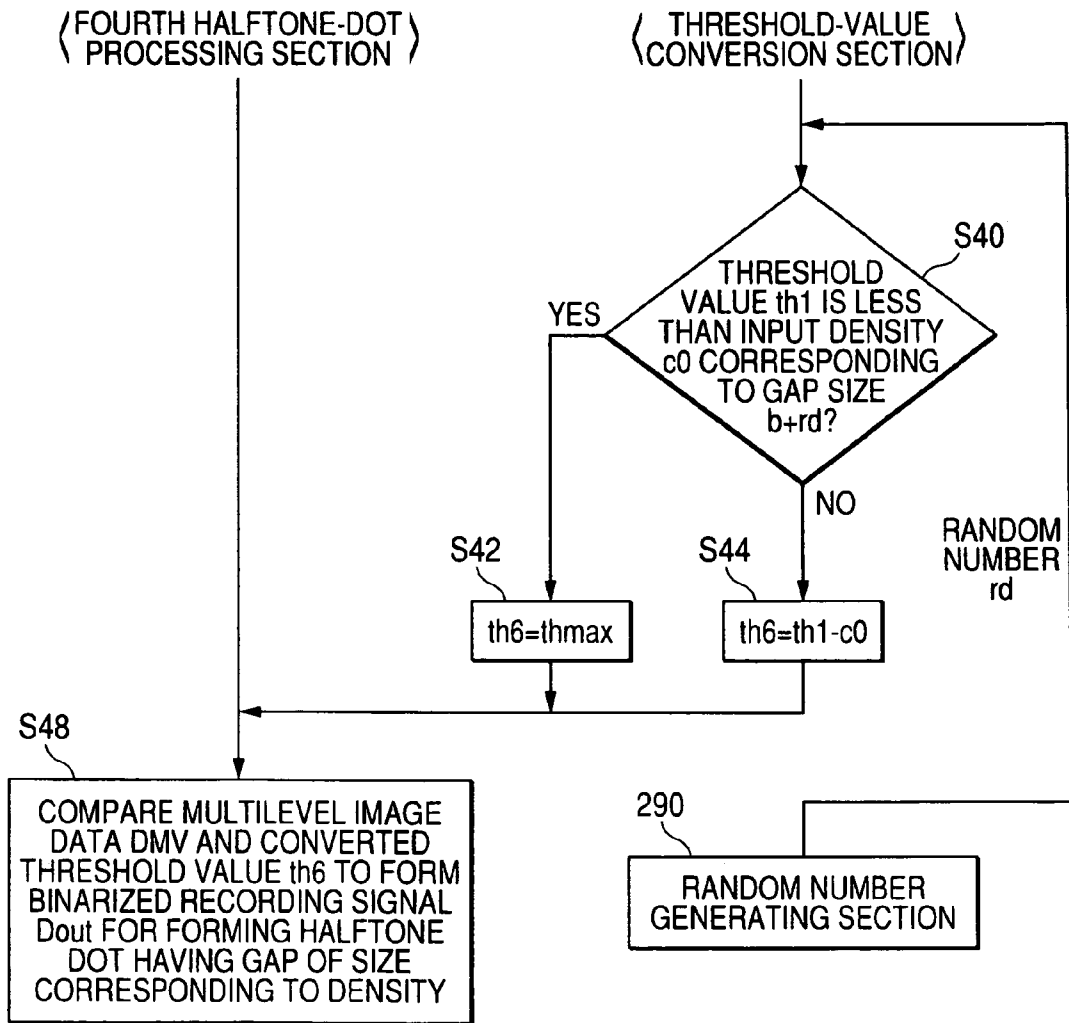 FOURTH HALFTONE-DOT
PROCESSING SECTION
THRESHOLD-VALUE
CONVERSION SECTION
S40
THRESHOLD
VALUE th1 IS LESS
THAN INPUT DENSITY
c0 CORRESPONDING
TO GAP SIZE
b+rd?
YES
NO
RANDOM
NUMBER
rd
S42
th6=thmax
S44
th6=th1-c0
S48
COMPARE MULTILEVEL IMAGE
DATA DMV AND CONVERTED
THRESHOLD VALUE th6 TO FORM
BINARIZED RECORDING SIGNAL
Dout FOR FORMING HALFTONE
DOT HAVING GAP OF SIZE
CORRESPONDING TO DENSITY
290
RANDOM NUMBER
GENERATING SECTION